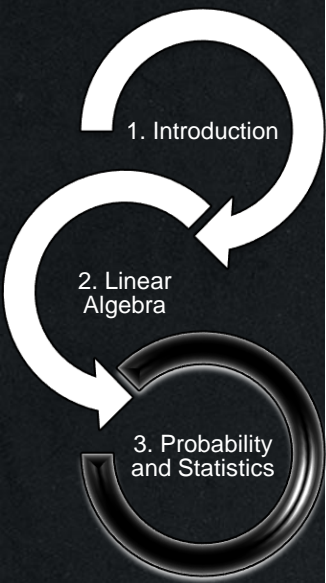 1. Introduction
2. Linear
Algebra
3. Probability
and Statistics